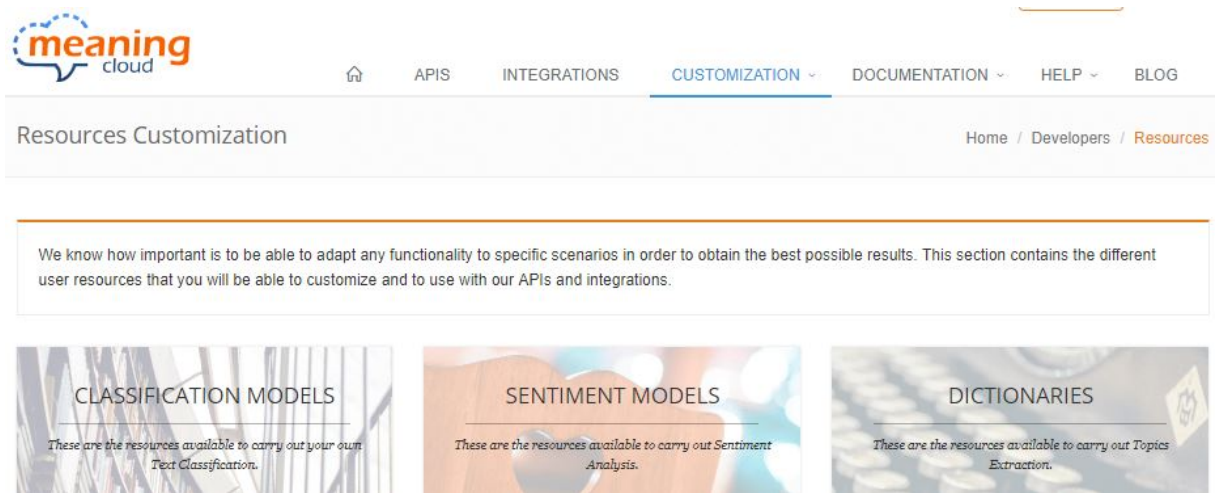 meaning
cloud
APIS INTEGRATIONS CUSTOMIZATION DOCUMENTATION HELP BLOG
Resources Customization
Home / Developers / Resources
We know how important is to be able to adapt any functionality to specific scenarios in order to obtain the best possible results. This section contains the different
user resources that you will be able to customize and to use with our APIs and integrations.
CLASSIFICATION MODELS
These are the resources available to carry out your own
Text Classification.
SENTIMENT MODELS
These are the resources available to carry out Sentiment
Analysis.
DICTIONARIES
These are the resources available to carry out Topics
Extraction.